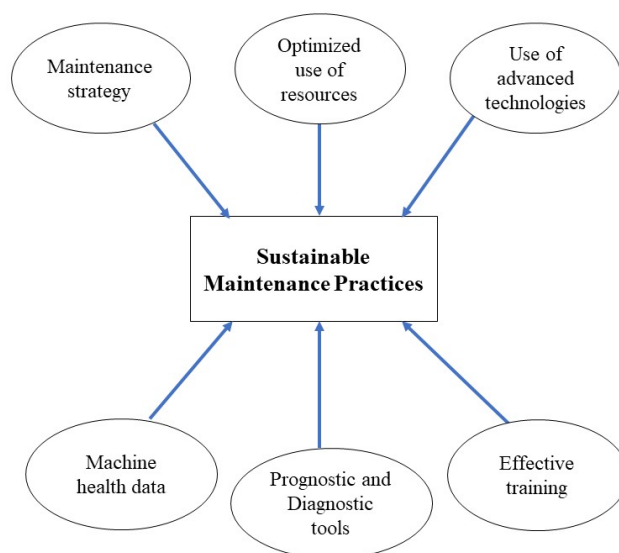 Maintenance
strategy
Optimized
use of
resources
Use of
advanced
technologies
Sustainable
Maintenance Practices
Machine
health data
Prognostic and
Diagnostic
tools
Effective
training